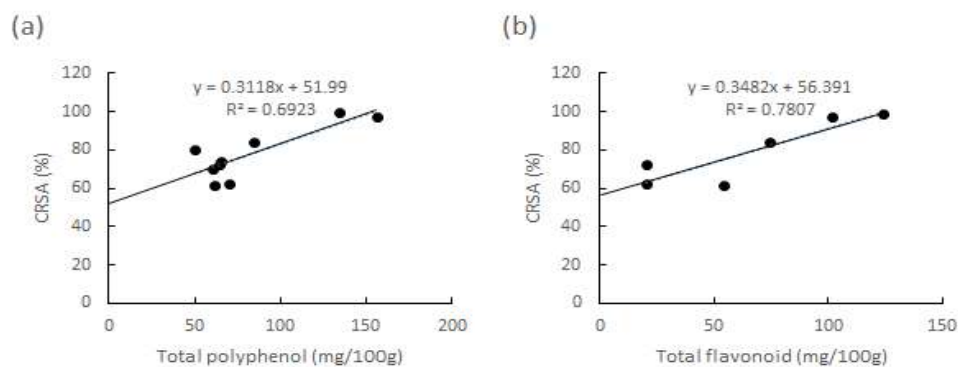 (a)
y = 0.3118x + 51.99
R² = 0.6923
CRSA (%)
120
100
80
60
40
20
0
0 50 100 150 200
Total polyphenol (mg/100g)
(b)
y = 0.3482x + 56.391
R² = 0.7807
CRSA (%)
120
100
80
60
40
20
0
0 50 100 150
Total flavonoid (mg/100g)